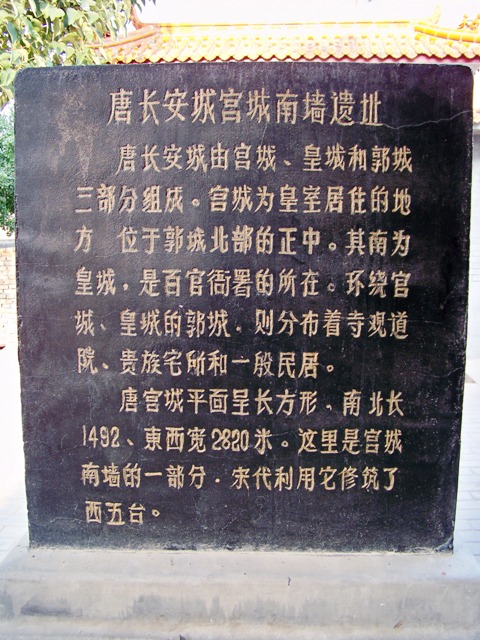 唐长安城宫城南墙遗址
唐长安城由宫城、皇城和郭城
三部分组成。宫城为皇室居住的地
方 位于郭城北部的正中。其南为
皇城，是百官衙署的所在。环绕宫
城、皇城的郭城，则分布着寺观道
院、贵族宅所和一般民居。
唐宫城平面呈长方形，南北长
1492、東西宽2820米。这里是宫城
南墙的一部分．宋代利用它修筑了
西五台。